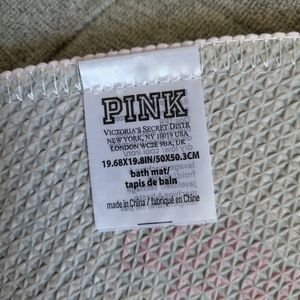 PINK
VICTORIA'S SECRET DISTR
NEW YORK, NY 10019 USA
LONDON WC2E 9BA, UK
19.68X19.8IN/50X50.3CM
bath mat/
tapis de bain
made in China / fabriqué en Chine